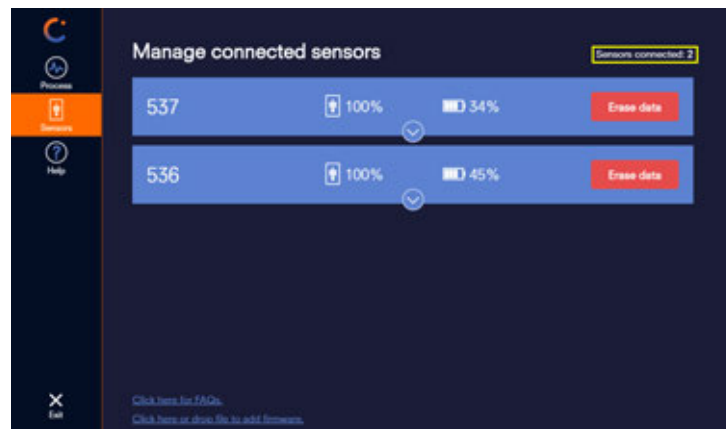 Manage connected sensors
Sensors connected: 2
Process
537 100% 34% Erase data
Sensors
536 100% 45% Erase data
Help
Exit
Click here for FAQs.
Click here or drop file to add firmware.